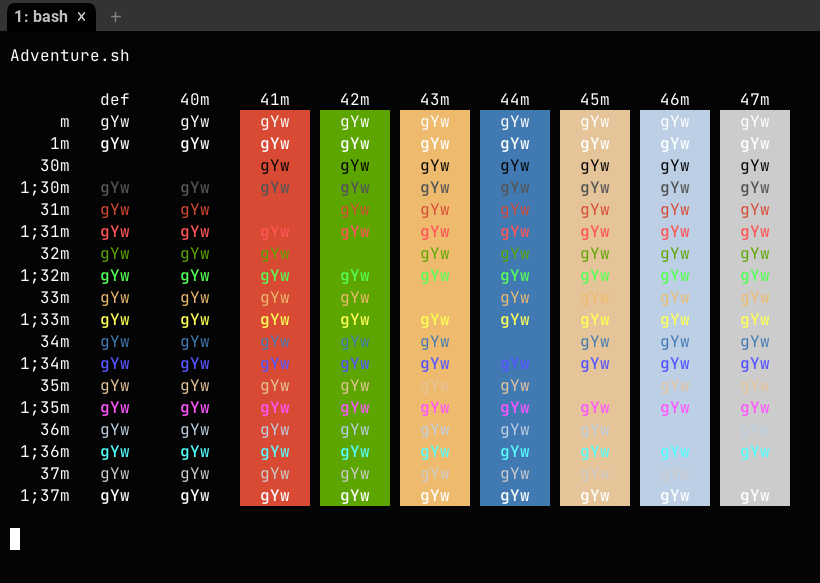 1: bash × +
Adventure.sh
def 40m 41m 42m 43m 44m 45m 46m 47m
m gYw gYw gYw gYw gYw gYw gYw gYw gYw
1m gYw gYw gYw gYw gYw gYw gYw gYw gYw
30m gYw gYw gYw gYw gYw gYw gYw
1;30m gYw gYw gYw gYw gYw gYw gYw gYw gYw
31m gYw gYw gYw gYw gYw gYw gYw gYw
1;31m gYw gYw gYw gYw gYw gYw gYw gYw gYw
32m gYw gYw gYw gYw gYw gYw gYw gYw
1;32m gYw gYw gYw gYw gYw gYw gYw gYw gYw
33m gYw gYw gYw gYw gYw gYw gYw gYw
1;33m gYw gYw gYw gYw gYw gYw gYw gYw gYw
34m gYw gYw gYw gYw gYw gYw gYw gYw
1;34m gYw gYw gYw gYw gYw gYw gYw gYw gYw
35m gYw gYw gYw gYw gYw gYw gYw gYw
1;35m gYw gYw gYw gYw gYw gYw gYw gYw gYw
36m gYw gYw gYw gYw gYw gYw gYw gYw
1;36m gYw gYw gYw gYw gYw gYw gYw gYw gYw
37m gYw gYw gYw gYw gYw gYw gYw gYw
1;37m gYw gYw gYw gYw gYw gYw gYw gYw gYw